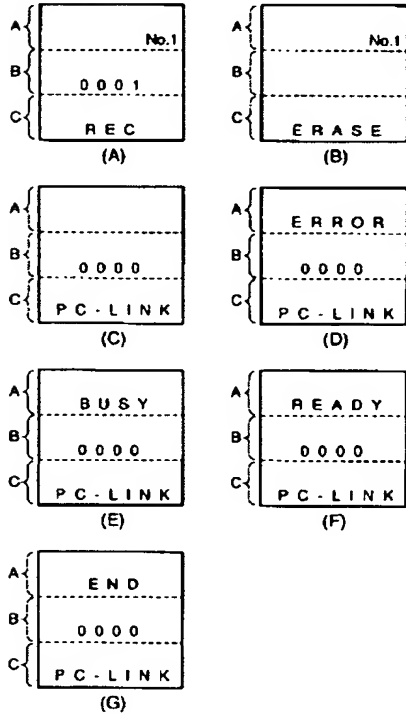 A
No.1
B
0001
C
REC
(A)
A
No.1
B
C
ERASE
(B)
A
B
0000
C
PC-LINK
(C)
A
ERROR
B
0000
C
PC-LINK
(D)
A
BUSY
B
0000
C
PC-LINK
(E)
A
READY
B
0000
C
PC-LINK
(F)
A
END
B
0000
C
PC-LINK
(G)